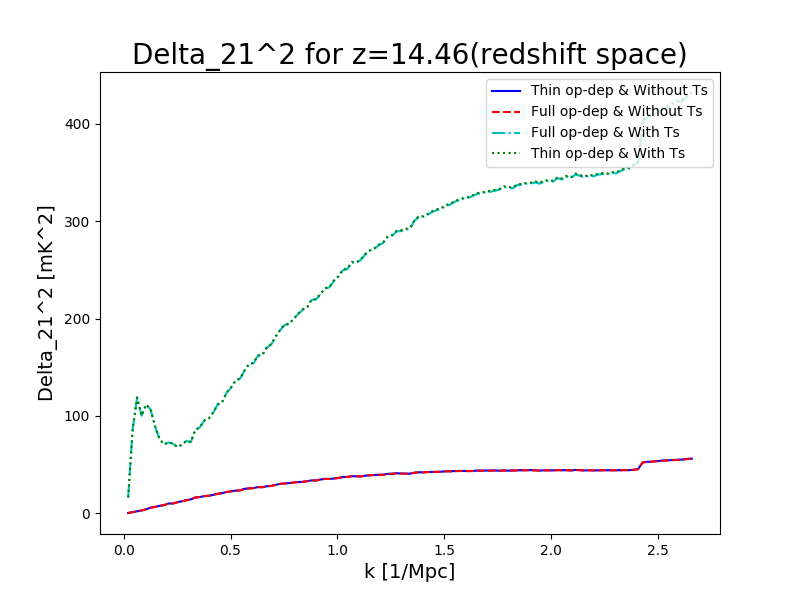 Delta_21^2 for z=14.46(redshift space)
Thin op-dep & Without Ts
Full op-dep & Without Ts
Full op-dep & With Ts
Thin op-dep & With Ts
Delta_21^2 [mK^2]
400
300
200
100
0
0.0 0.5 1.0 1.5 2.0 2.5
k [1/Mpc]